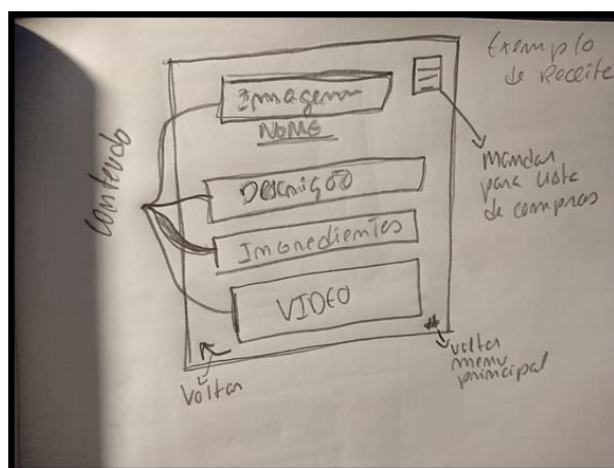 Exemplo
de Receita
Imagem
NOME
Mandar
para lista
de compras
Conteúdo
Descrição
Ingredientes
VIDEO
Voltar
voltar
menu
principal